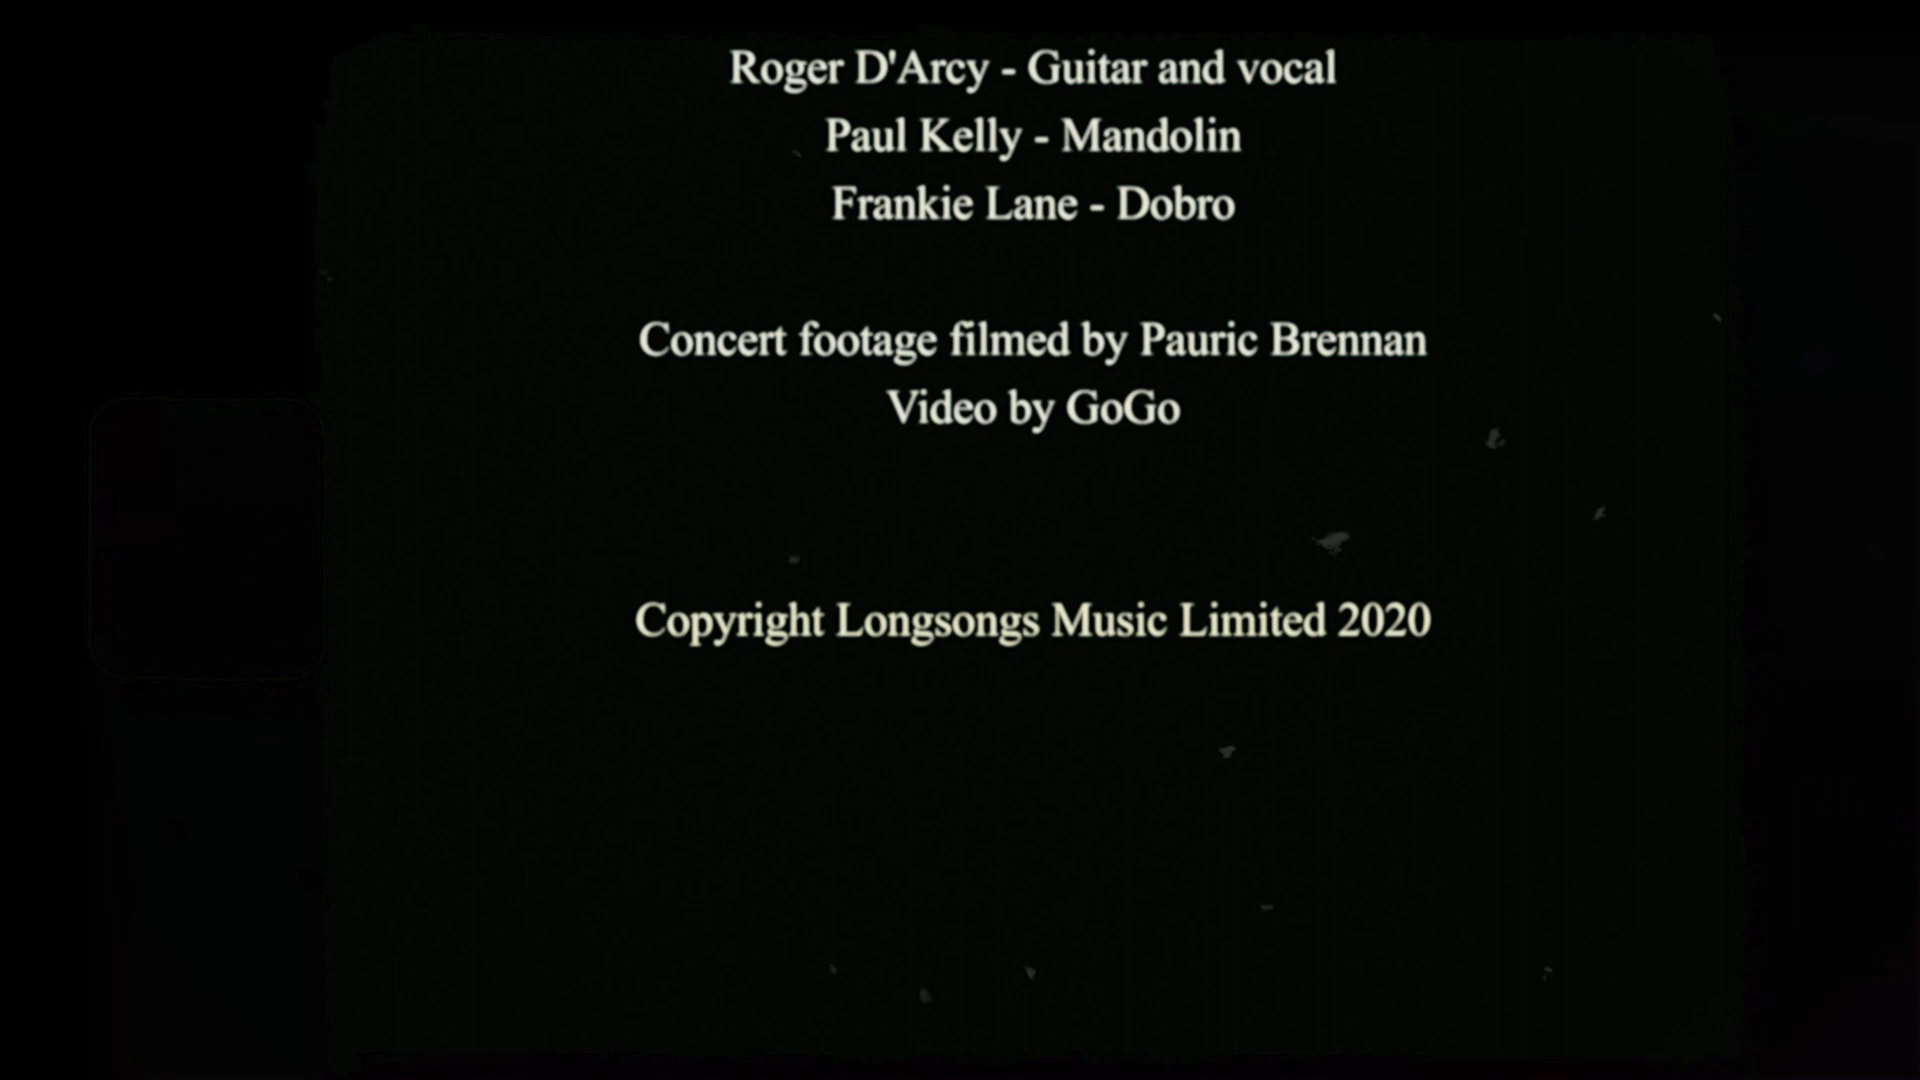 Roger D'Arcy - Guitar and vocal
Paul Kelly - Mandolin
Frankie Lane - Dobro
Concert footage filmed by Pauric Brennan
Video by GoGo
Copyright Longsongs Music Limited 2020